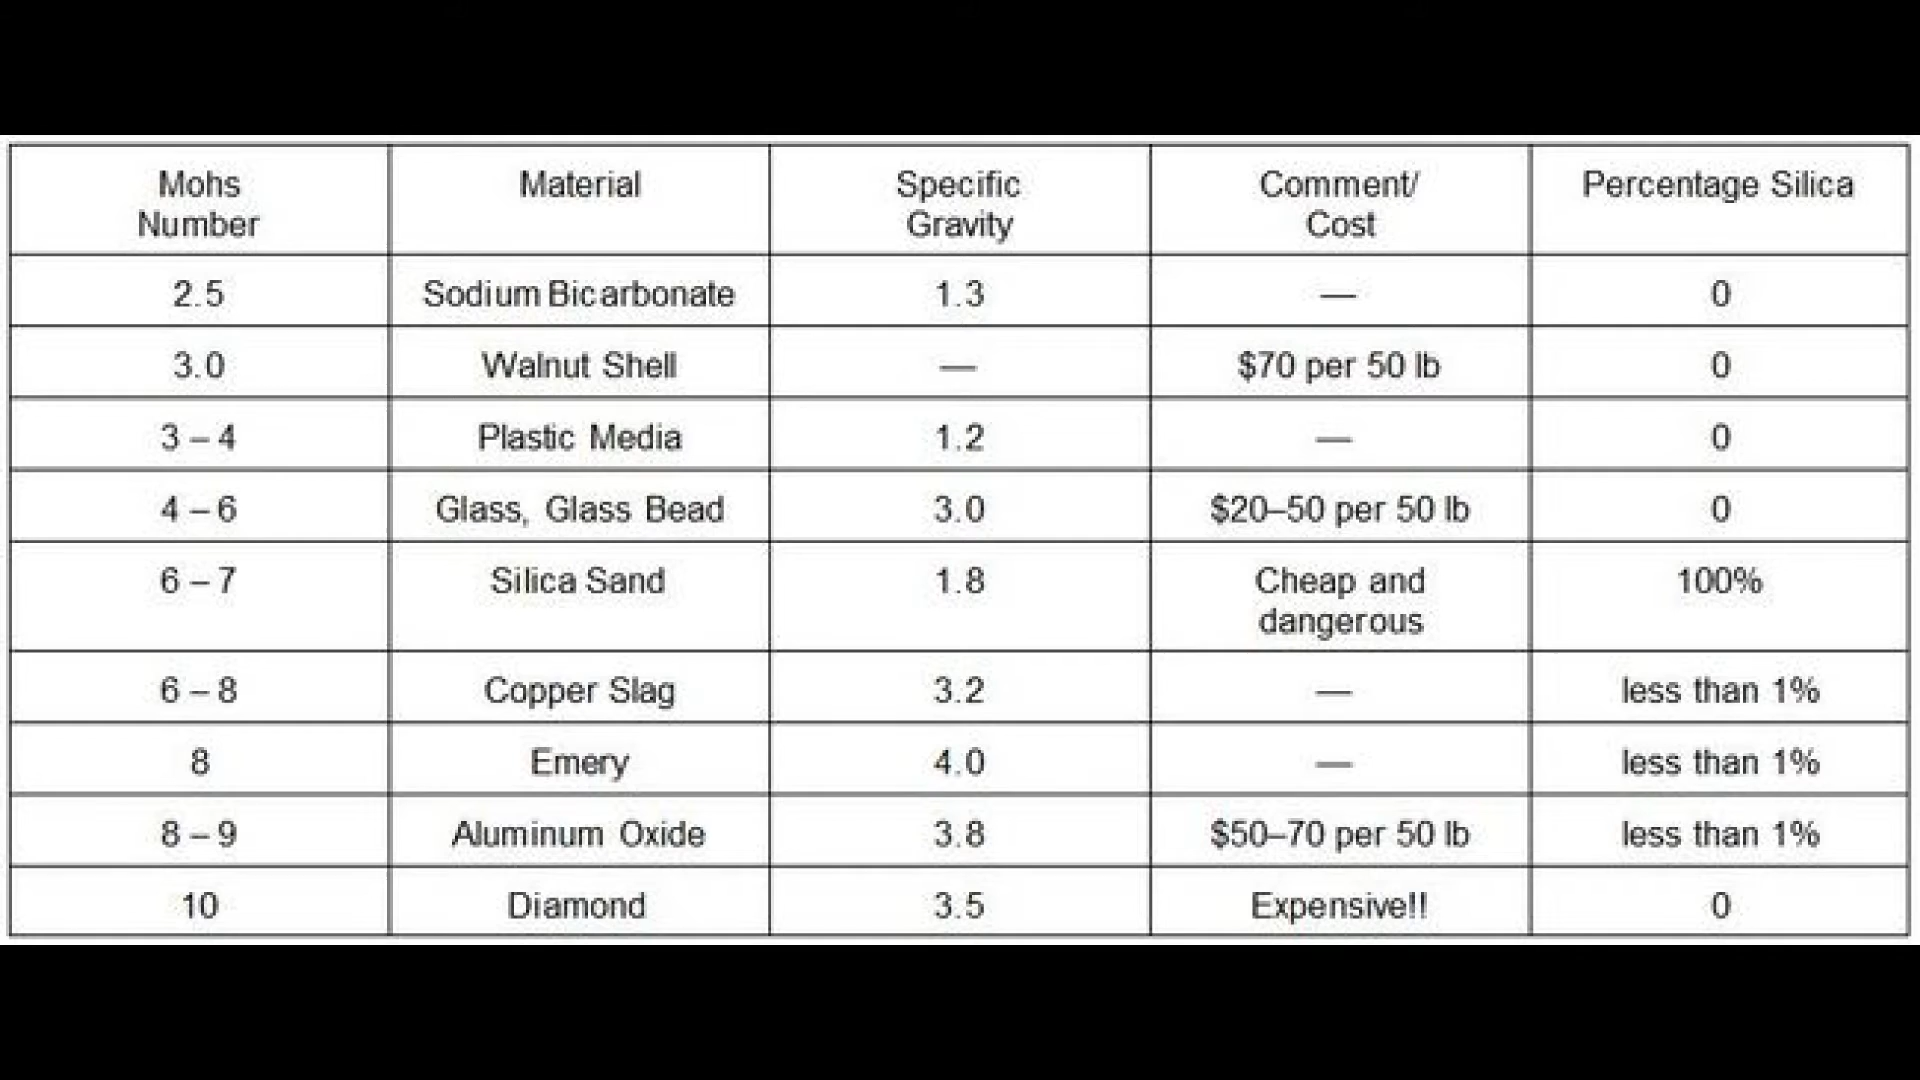 Mohs Number | Material | Specific Gravity | Comment/ Cost | Percentage Silica
2.5 | Sodium Bicarbonate | 1.3 | — | 0
3.0 | Walnut Shell | — | $70 per 50 lb | 0
3 – 4 | Plastic Media | 1.2 | — | 0
4 – 6 | Glass, Glass Bead | 3.0 | $20–50 per 50 lb | 0
6 – 7 | Silica Sand | 1.8 | Cheap and dangerous | 100%
6 – 8 | Copper Slag | 3.2 | — | less than 1%
8 | Emery | 4.0 | — | less than 1%
8 – 9 | Aluminum Oxide | 3.8 | $50–70 per 50 lb | less than 1%
10 | Diamond | 3.5 | Expensive!! | 0